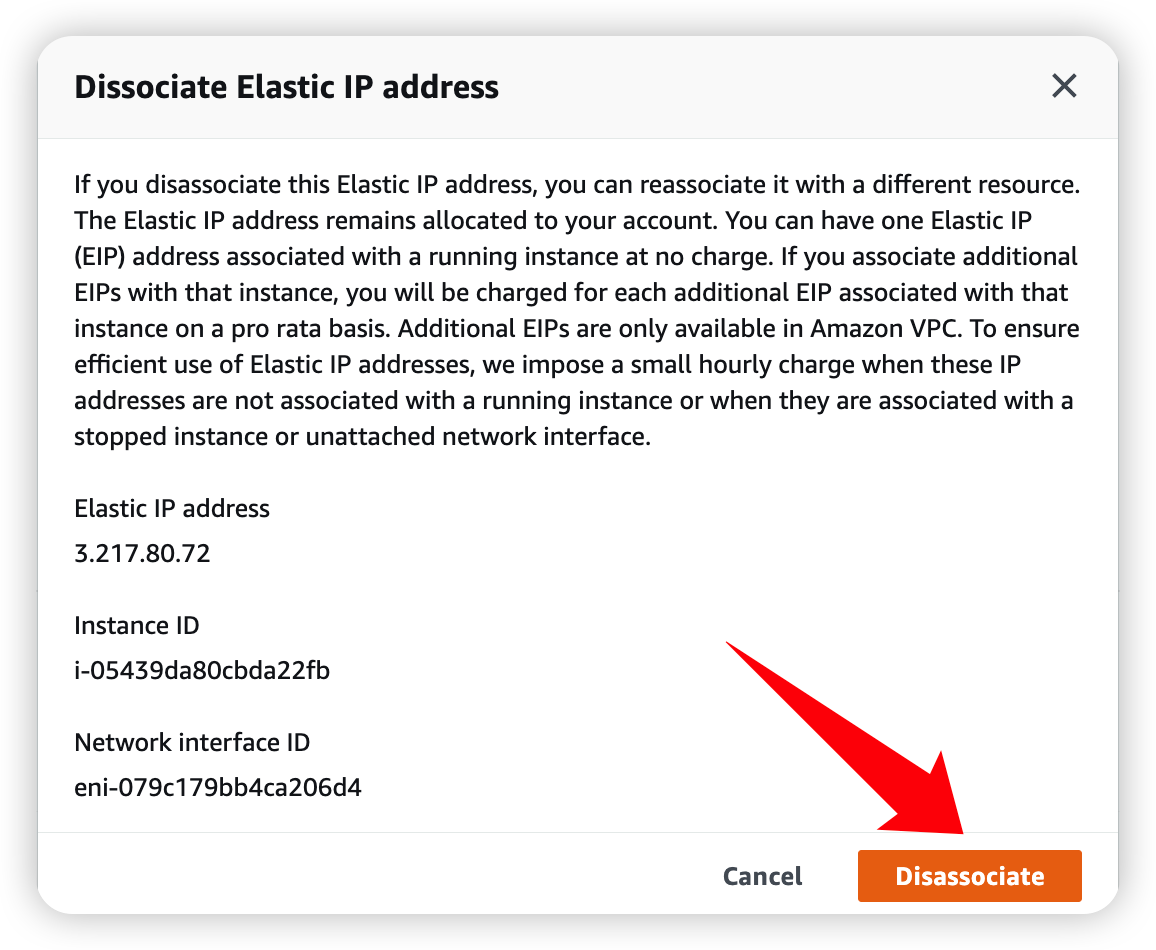 Dissociate Elastic IP address
If you disassociate this Elastic IP address, you can reassociate it with a different resource.
The Elastic IP address remains allocated to your account. You can have one Elastic IP
(EIP) address associated with a running instance at no charge. If you associate additional
EIPs with that instance, you will be charged for each additional EIP associated with that
instance on a pro rata basis. Additional EIPs are only available in Amazon VPC. To ensure
efficient use of Elastic IP addresses, we impose a small hourly charge when these IP
addresses are not associated with a running instance or when they are associated with a
stopped instance or unattached network interface.
Elastic IP address
3.217.80.72
Instance ID
i-05439da80cbda22fb
Network interface ID
eni-079c179bb4ca206d4
Cancel
Disassociate